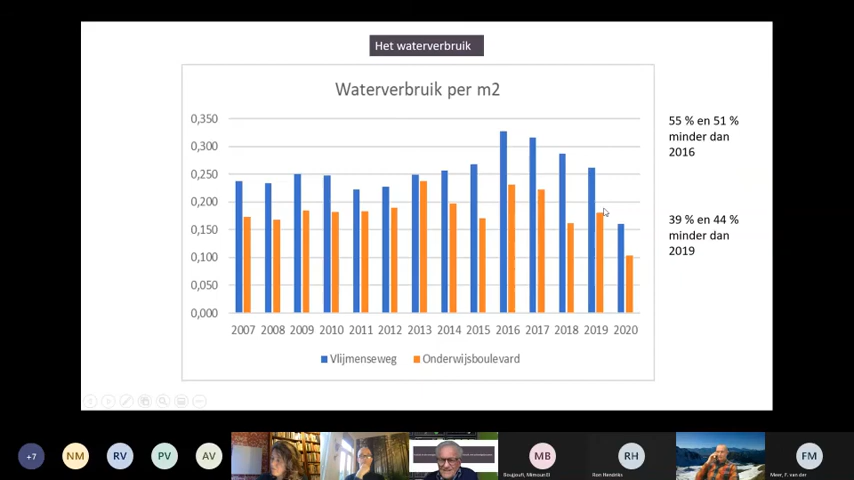 Het waterverbruik
Waterverbruik per m2
0,350
0,300
0,250
0,200
0,150
0,100
0,050
0,000
2007 2008 2009 2010 2011 2012 2013 2014 2015 2016 2017 2018 2019 2020
Vlijmenseweg Onderwijsboulevard
55 % en 51 %
minder dan
2016
39 % en 44 %
minder dan
2019
+7 NM RV PV AV MB RH FM
Ron Hendriks Meer, F. van der